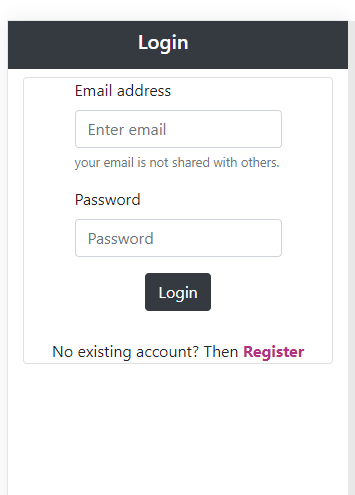 Login
Email address
Enter email
your email is not shared with others.
Password
Password
Login
No existing account? Then Register